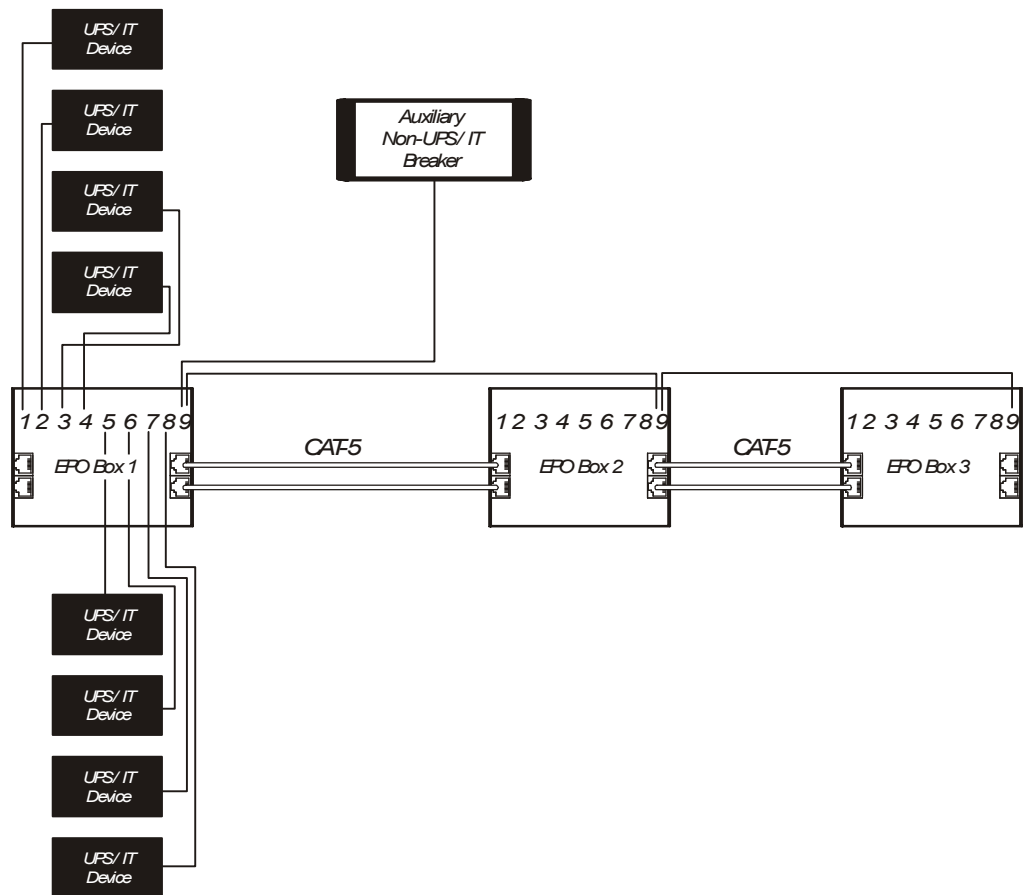 UPS/ IT
Device
UPS/ IT
Device
Auxiliary
Non-UPS/ IT
Breaker
UPS/ IT
Device
UPS/ IT
Device
1 2 3 4 5 6 7 8 9
EPO Box 1
CAT-5
1 2 3 4 5 6 7 8 9
EPO Box 2
CAT-5
1 2 3 4 5 6 7 8 9
EPO Box 3
UPS/ IT
Device
UPS/ IT
Device
UPS/ IT
Device
UPS/ IT
Device